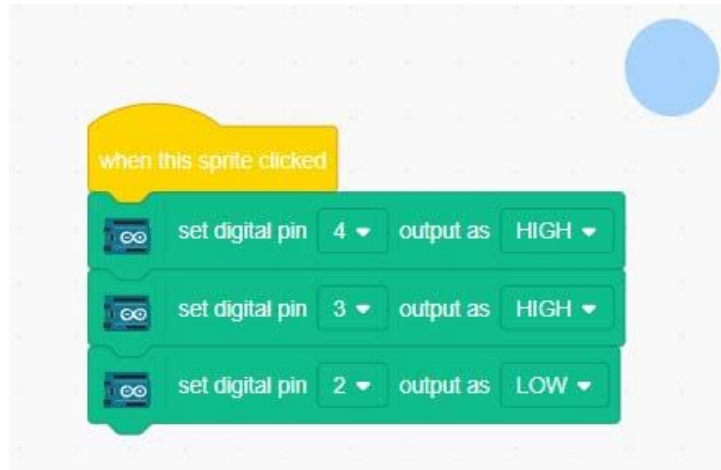 when this sprite clicked
set digital pin 4 output as HIGH
set digital pin 3 output as HIGH
set digital pin 2 output as LOW